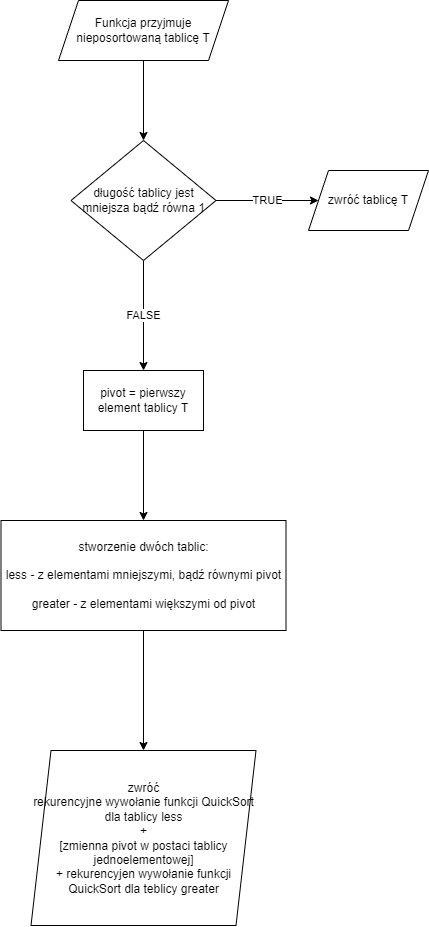 Funkcja przyjmuje
nieposortowaną tablicę T
długość tablicy jest
mniejsza bądź równa 1
TRUE
zwróć tablicę T
FALSE
pivot = pierwszy
element tablicy T
stworzenie dwóch tablic:
less - z elementami mniejszymi, bądź równymi pivot
greater - z elementami większymi od pivot
zwróć
rekurencyjne wywołanie funkcji QuickSort
dla tablicy less
+
[zmienna pivot w postaci tablicy
jednoelementowej]
+ rekurencyjen wywołanie funkcji
QuickSort dla teblicy greater